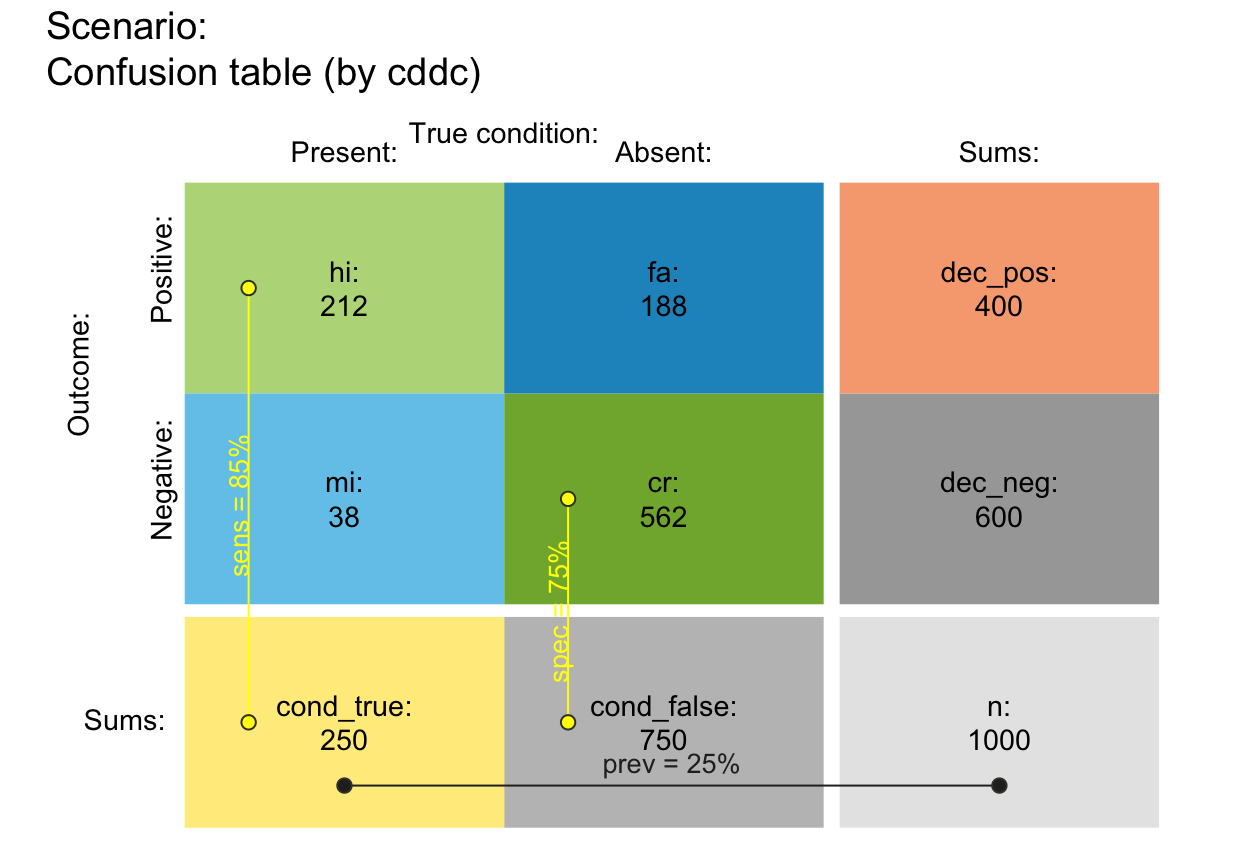 Scenario:
Confusion table (by cddc)
True condition:
Present:
Absent:
Sums:
Outcome:
Positive:
hi:
212
fa:
188
dec_pos:
400
Negative:
mi:
38
cr:
562
dec_neg:
600
sens = 85%
spec = 75%
Sums:
cond_true:
250
cond_false:
750
n:
1000
prev = 25%